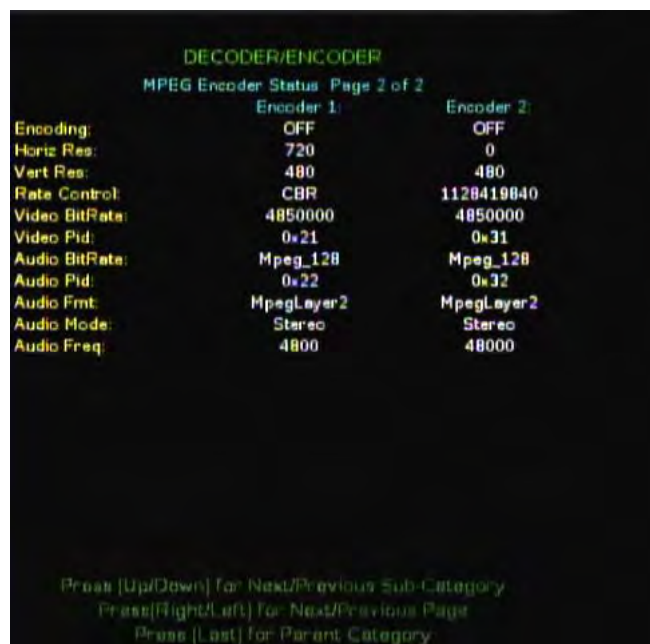 DECODER/ENCODER
MPEG Encoder Status Page 2 of 2
Encoder 1: Encoder 2:
Encoding: OFF OFF
Horiz Res: 720 0
Vert Res: 480 480
Rate Control: CBR 1128419840
Video BitRate: 4850000 4850000
Video Pid: 0x21 0x31
Audio BitRate: Mpeg_128 Mpeg_128
Audio Pid: 0x22 0x32
Audio Fmt: MpegLayer2 MpegLayer2
Audio Mode: Stereo Stereo
Audio Freq: 4800 48000
Press [Up/Down] for Next/Previous Sub-Category
Press[Right/Left] for Next/Previous Page
Press [Last] for Parent Category